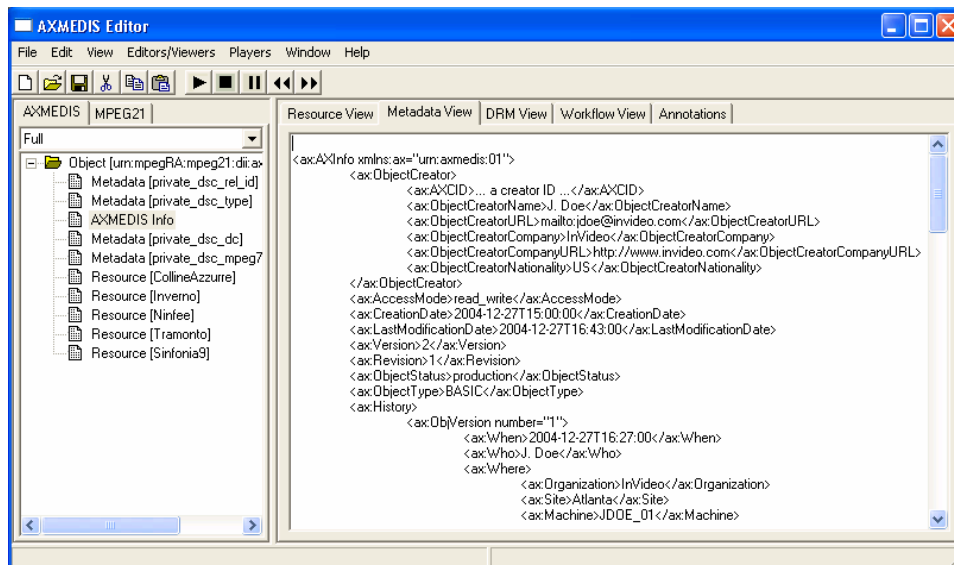 AXMEDIS Editor
File Edit View Editors/Viewers Players Window Help
AXMEDIS MPEG21
Full
Object [urn:mpegRA:mpeg21:dii:ax
Metadata [private_dsc_rel_id]
Metadata [private_dsc_type]
AXMEDIS Info
Metadata [private_dsc_dc]
Metadata [private_dsc_mpeg7
Resource [CollineAzzurre]
Resource [Inverno]
Resource [Ninfee]
Resource [Tramonto]
Resource [Sinfonia9]
Resource View Metadata View DRM View Workflow View Annotations
<ax:AXInfo xmlns:ax="urn:axmedis:01">
<ax:ObjectCreator>
<ax:AXCID>... a creator ID ...</ax:AXCID>
<ax:ObjectCreatorName>J. Doe</ax:ObjectCreatorName>
<ax:ObjectCreatorURL>mailto:jdoe@invideo.com</ax:ObjectCreatorURL>
<ax:ObjectCreatorCompany>InVideo</ax:ObjectCreatorCompany>
<ax:ObjectCreatorCompanyURL>http://www.invideo.com</ax:ObjectCreatorCompanyURL>
<ax:ObjectCreatorNationality>US</ax:ObjectCreatorNationality>
</ax:ObjectCreator>
<ax:AccessMode>read_write</ax:AccessMode>
<ax:CreationDate>2004-12-27T15:00:00</ax:CreationDate>
<ax:LastModificationDate>2004-12-27T16:43:00</ax:LastModificationDate>
<ax:Version>2</ax:Version>
<ax:Revision>1</ax:Revision>
<ax:ObjectStatus>production</ax:ObjectStatus>
<ax:ObjectType>BASIC</ax:ObjectType>
<ax:History>
<ax:ObjVersion number="1">
<ax:When>2004-12-27T16:27:00</ax:When>
<ax:Who>J. Doe</ax:Who>
<ax:Where>
<ax:Organization>InVideo</ax:Organization>
<ax:Site>Atlanta</ax:Site>
<ax:Machine>JDOE_01</ax:Machine>